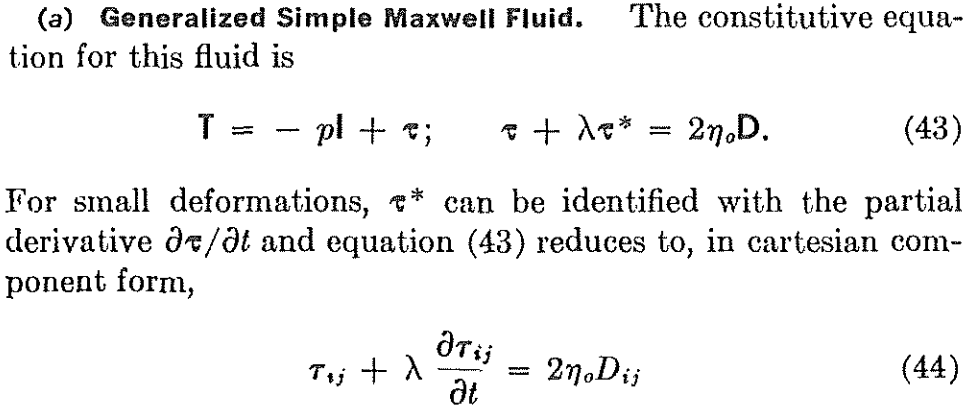 (a) Generalized Simple Maxwell Fluid. The constitutive equa-
tion for this fluid is
T = − pI + τ; τ + λτ* = 2ηₒD. (43)
For small deformations, τ* can be identified with the partial
derivative ∂τ/∂t and equation (43) reduces to, in cartesian com-
ponent form,
τᵢⱼ + λ ∂τᵢⱼ/∂t = 2ηₒDᵢⱼ (44)